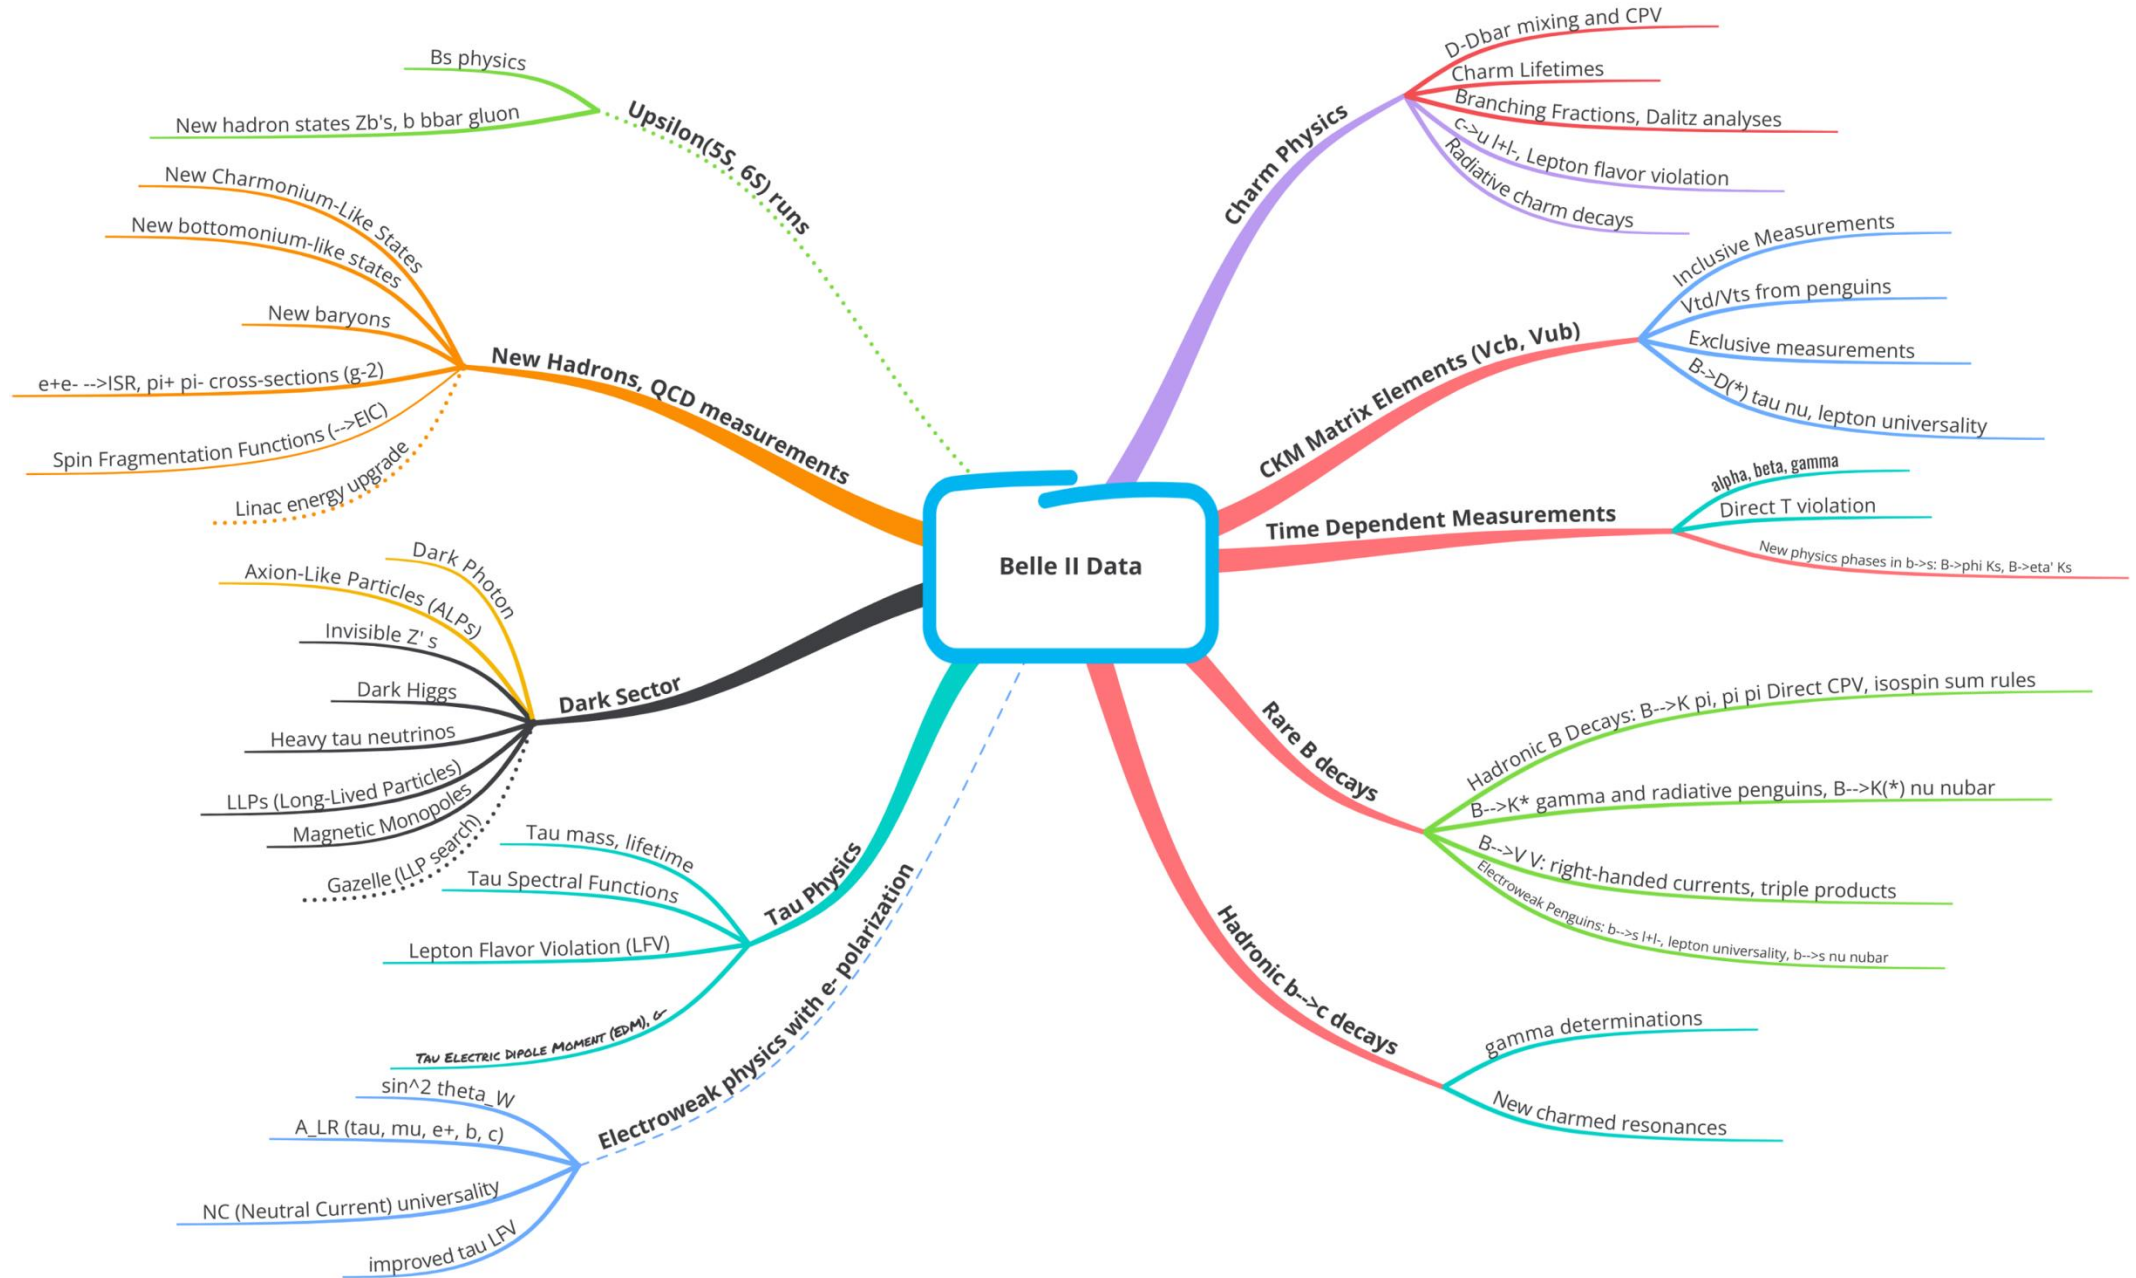 Belle II Data
Upsilon(5S, 6S) runs
Bs physics
New hadron states Zb's, b bbar gluon
New Hadrons, QCD measurements
New Charmonium-Like States
New bottomonium-like states
New baryons
e+e- -->ISR, pi+ pi- cross-sections (g-2)
Spin Fragmentation Functions (-->EIC)
Linac energy upgrade
Dark Sector
Dark Photon
Axion-Like Particles (ALPs)
Invisible Z' s
Dark Higgs
Heavy tau neutrinos
LLPs (Long-Lived Particles)
Magnetic Monopoles
Gazelle (LLP search)
Tau Physics
Tau mass, lifetime
Tau Spectral Functions
Lepton Flavor Violation (LFV)
Tau Electric Dipole Moment (EDM), G-
Electroweak physics with e- polarization
sin^2 theta_W
A_LR (tau, mu, e+, b, c)
NC (Neutral Current) universality
improved tau LFV
Charm Physics
D-Dbar mixing and CPV
Charm Lifetimes
Branching Fractions, Dalitz analyses
c->u l+l-, Lepton flavor violation
Radiative charm decays
CKM Matrix Elements (Vcb, Vub)
Inclusive Measurements
Vtd/Vts from penguins
Exclusive measurements
B->D(*) tau nu, lepton universality
Time Dependent Measurements
alpha, beta, gamma
Direct T violation
New physics phases in b->s: B->phi Ks, B->eta' Ks
Rare B decays
Hadronic B Decays: B-->K pi, pi pi Direct CPV, isospin sum rules
B-->K* gamma and radiative penguins, B-->K(*) nu nubar
B-->V V: right-handed currents, triple products
Electroweak Penguins: b-->s l+l-, lepton universality, b-->s nu nubar
Hadronic b-->c decays
gamma determinations
New charmed resonances